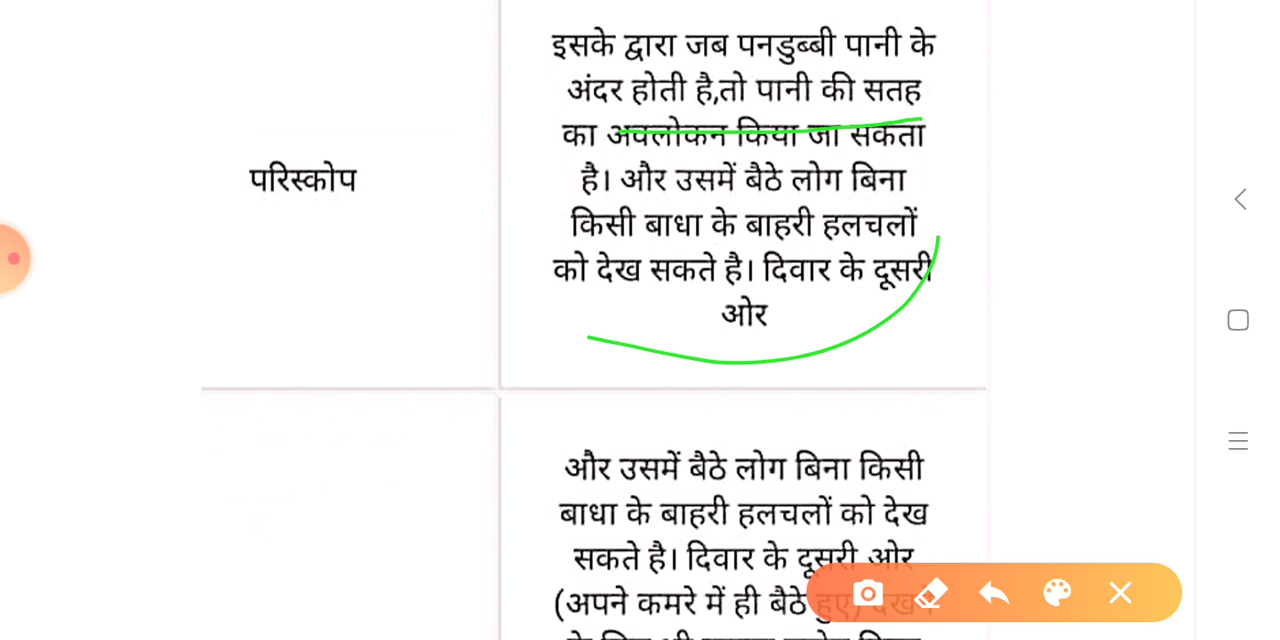 इसके द्वारा जब पनडुब्बी पानी के
अंदर होती है,तो पानी की सतह
का अवलोकन किया जा सकता
है। और उसमें बैठे लोग बिना
किसी बाधा के बाहरी हलचलों
को देख सकते है। दिवार के दूसरी
ओर
परिस्कोप
और उसमें बैठे लोग बिना किसी
बाधा के बाहरी हलचलों को देख
सकते है। दिवार के दूसरी ओर
(अपने कमरे में ही बैठे हुए)